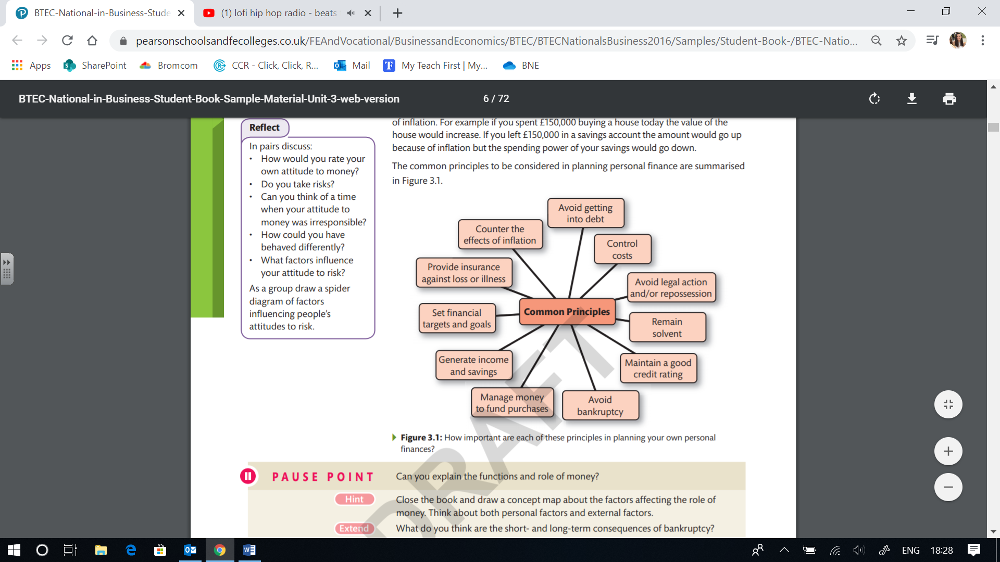 BTEC-National-in-Business-Stude
(1) lofi hip hop radio - beats
pearsonschoolsandfecolleges.co.uk/FEAndVocational/BusinessandEconomics/BTEC/BTECNationalsBusiness2016/Samples/Student-Book-/BTEC-Natio...
Apps
SharePoint
Bromcom
CCR - Click, Click, R...
Mail
My Teach First | My...
BNE
BTEC-National-in-Business-Student-Book-Sample-Material-Unit-3-web-version
6 / 72
Reflect
In pairs discuss:
• How would you rate your
own attitude to money?
• Do you take risks?
• Can you think of a time
when your attitude to
money was irresponsible?
• How could you have
behaved differently?
• What factors influence
your attitude to risk?
As a group draw a spider
diagram of factors
influencing people's
attitudes to risk.
of inflation. For example if you spent £150,000 buying a house today the value of the
house would increase. If you left £150,000 in a savings account the amount would go up
because of inflation but the spending power of your savings would go down.
The common principles to be considered in planning personal finance are summarised
in Figure 3.1.
Avoid getting
into debt
Counter the
effects of inflation
Control
costs
Provide insurance
against loss or illness
Avoid legal action
and/or repossession
Set financial
targets and goals
Common Principles
Remain
solvent
Generate income
and savings
Maintain a good
credit rating
Manage money
to fund purchases
Avoid
bankruptcy
Figure 3.1: How important are each of these principles in planning your own personal
finances?
DRAFT
PAUSE POINT
Can you explain the functions and role of money?
Hint
Close the book and draw a concept map about the factors affecting the role of
money. Think about both personal factors and external factors.
Extend
What do you think are the short- and long-term consequences of bankruptcy?
ENG
18:28